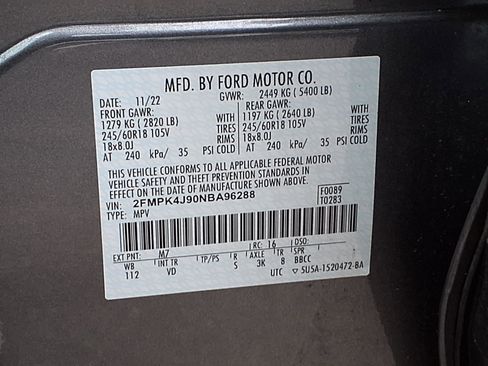 MFD. BY FORD MOTOR CO.
DATE: 11/22 GVWR: 2449 KG ( 5400 LB)
FRONT GAWR: REAR GAWR:
1279 KG ( 2820 LB) WITH 1197 KG ( 2640 LB) WITH
245/60R18 105V TIRES 245/60R18 105V TIRES
18x8.0J RIMS 18x8.0J RIMS
AT 240 kPa/ 35 PSI COLD AT 240 kPa/ 35 PSI COLD
THIS VEHICLE CONFORMS TO ALL APPLICABLE FEDERAL MOTOR
VEHICLE SAFETY AND THEFT PREVENTION STANDARDS IN
EFFECT ON THE DATE OF MANUFACTURE SHOWN ABOVE.
VIN: 2FMPK4J90NBA96288 F0089
TYPE: MPV T0283
EXT PNT: M7 RC: 16 DSO:
WB INT TR TP/PS R AXLE TR SPR
112 VD S 3K 8 BBCC
UTC ▽ 5U5A-1520472-BA